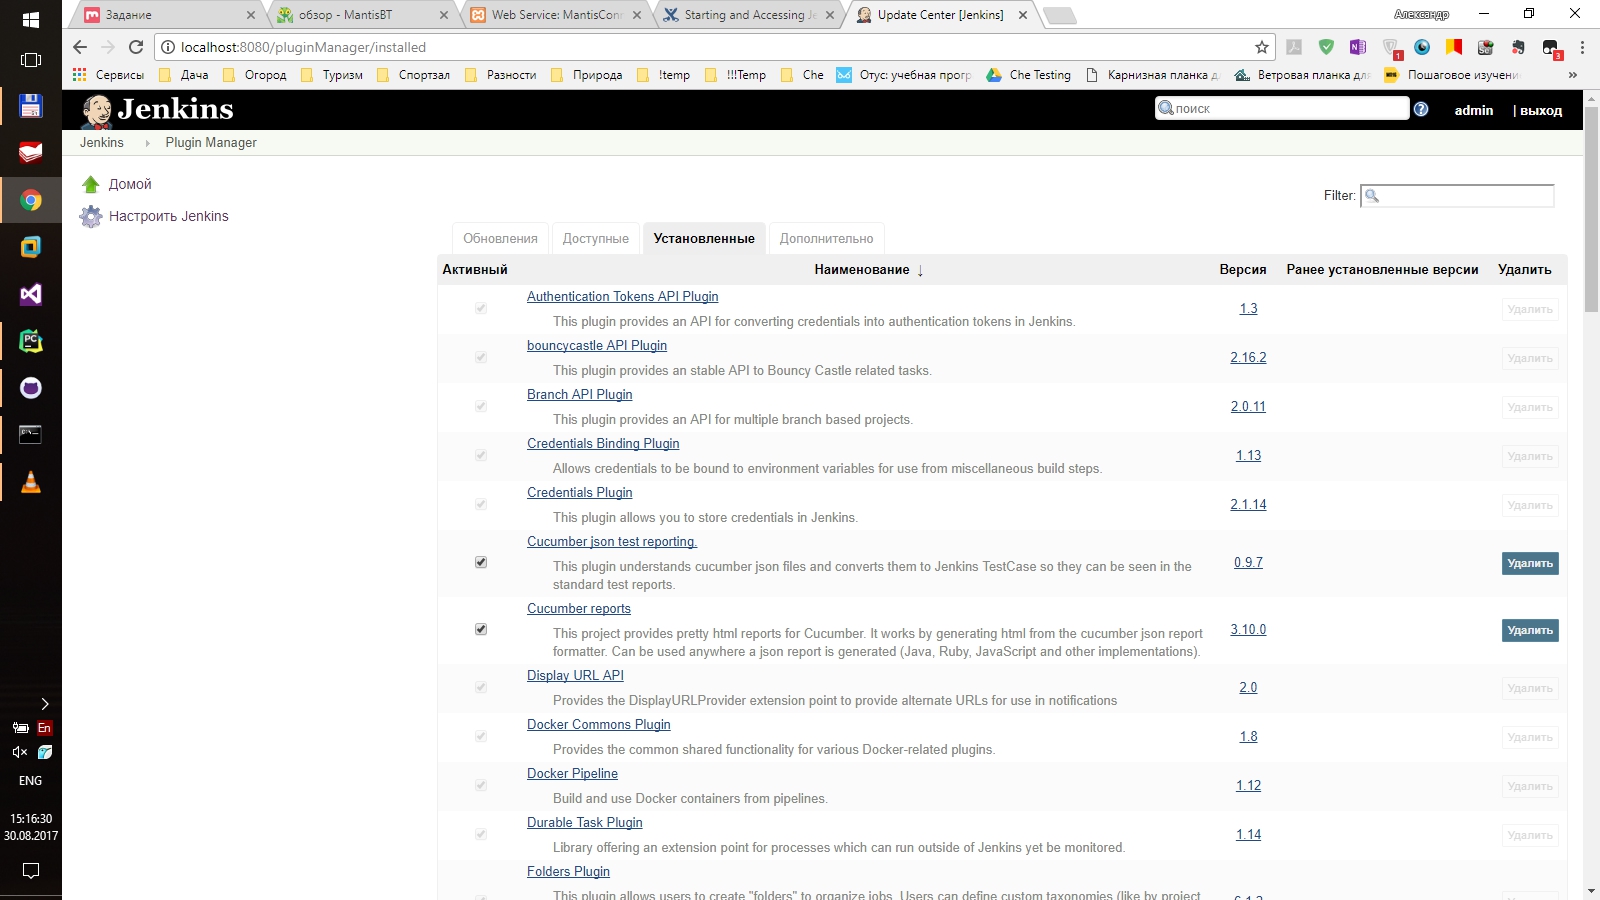 Задание
обзор - MantisBT
Web Service: MantisConn
Starting and Accessing Je
Update Center [Jenkins]
Александр
localhost:8080/pluginManager/installed
Сервисы
Дача
Огород
Туризм
Спортзал
Разности
Природа
!temp
!!!Temp
Che
Отус: учебная прогр
Che Testing
Карнизная планка д
Ветровая планка для
Пошаговое изучени
»
Jenkins
поиск
admin
| выход
Jenkins
Plugin Manager
Домой
Настроить Jenkins
Filter:
Обновления
Доступные
Установленные
Дополнительно
Активный
Наименование ↓
Версия
Ранее установленные версии
Удалить
Authentication Tokens API Plugin
This plugin provides an API for converting credentials into authentication tokens in Jenkins.
1.3
Удалить
bouncycastle API Plugin
This plugin provides an stable API to Bouncy Castle related tasks.
2.16.2
Удалить
Branch API Plugin
This plugin provides an API for multiple branch based projects.
2.0.11
Удалить
Credentials Binding Plugin
Allows credentials to be bound to environment variables for use from miscellaneous build steps.
1.13
Удалить
Credentials Plugin
This plugin allows you to store credentials in Jenkins.
2.1.14
Удалить
Cucumber json test reporting.
This plugin understands cucumber json files and converts them to Jenkins TestCase so they can be seen in the
standard test reports.
0.9.7
Удалить
Cucumber reports
This project provides pretty html reports for Cucumber. It works by generating html from the cucumber json report
formatter. Can be used anywhere a json report is generated (Java, Ruby, JavaScript and other implementations).
3.10.0
Удалить
Display URL API
Provides the DisplayURLProvider extension point to provide alternate URLs for use in notifications
2.0
Удалить
Docker Commons Plugin
Provides the common shared functionality for various Docker-related plugins.
1.8
Удалить
Docker Pipeline
Build and use Docker containers from pipelines.
1.12
Удалить
Durable Task Plugin
Library offering an extension point for processes which can run outside of Jenkins yet be monitored.
1.14
Удалить
Folders Plugin
This plugin allows users to create "folders" to organize jobs. Users can define custom taxonomies (like by project
En
ENG
15:16:30
30.08.2017